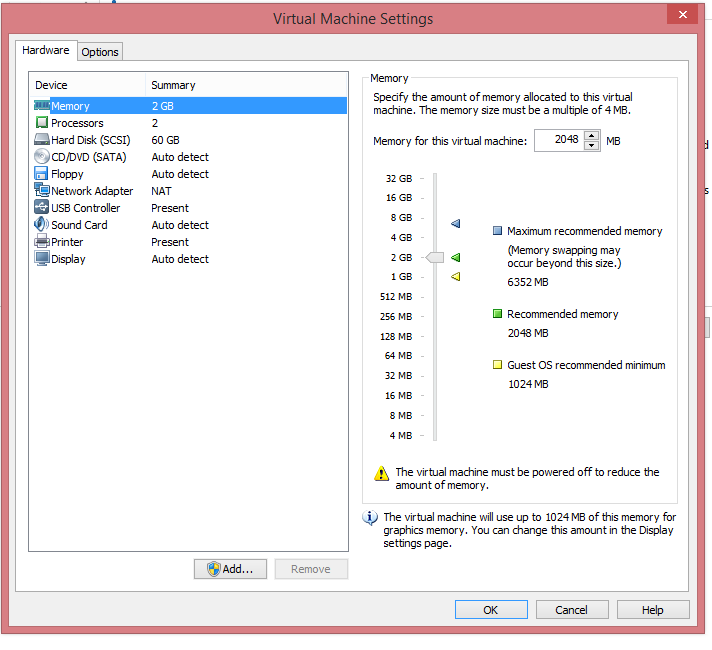 Virtual Machine Settings
Hardware
Options
Device Summary
Memory 2 GB
Processors 2
Hard Disk (SCSI) 60 GB
CD/DVD (SATA) Auto detect
Floppy Auto detect
Network Adapter NAT
USB Controller Present
Sound Card Auto detect
Printer Present
Display Auto detect
Add...
Remove
Memory
Specify the amount of memory allocated to this virtual
machine. The memory size must be a multiple of 4 MB.
Memory for this virtual machine: 2048 MB
32 GB
16 GB
8 GB
4 GB
2 GB
1 GB
512 MB
256 MB
128 MB
64 MB
32 MB
16 MB
8 MB
4 MB
Maximum recommended memory
(Memory swapping may
occur beyond this size.)
6352 MB
Recommended memory
2048 MB
Guest OS recommended minimum
1024 MB
The virtual machine must be powered off to reduce the
amount of memory.
The virtual machine will use up to 1024 MB of this memory for
graphics memory. You can change this amount in the Display
settings page.
OK
Cancel
Help